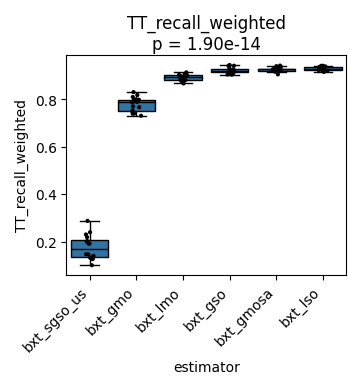 TT_recall_weighted
p = 1.90e-14
TT_recall_weighted
0.8
0.6
0.4
0.2
bxt_sgso_us
bxt_gmo
bxt_lmo
bxt_gso
bxt_gmosa
bxt_lso
estimator